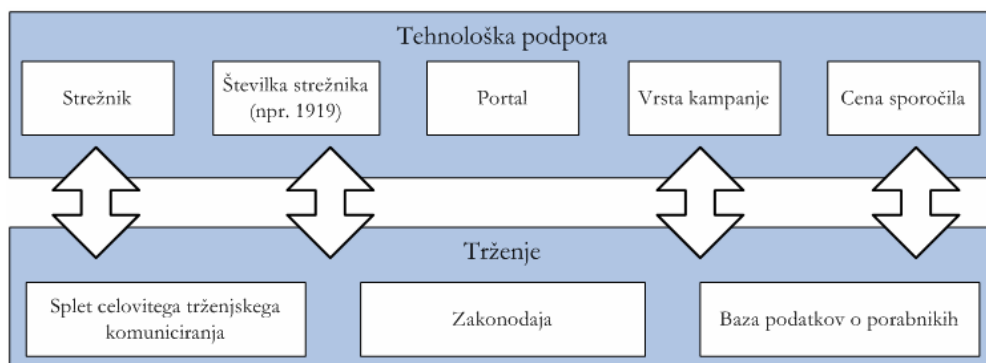 Tehnološka podpora
Strežnik
Številka strežnika
(npr. 1919)
Portal
Vrsta kampanje
Cena sporočila
Trženje
Splet celovitega trženjskega
komuniciranja
Zakonodaja
Baza podatkov o porabnikih